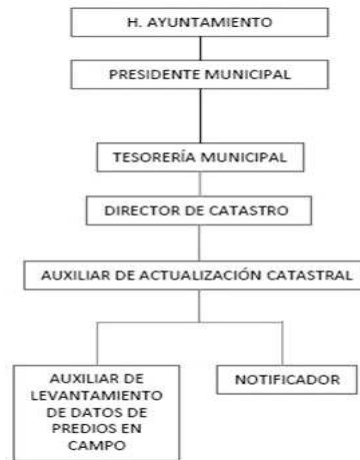 H. AYUNTAMIENTO
PRESIDENTE MUNICIPAL
TESORERÍA MUNICIPAL
DIRECTOR DE CATASTRO
AUXILIAR DE ACTUALIZACIÓN CATASTRAL
AUXILIAR DE
LEVANTAMIENTO
DE DATOS DE
PREDIOS EN
CAMPO
NOTIFICADOR